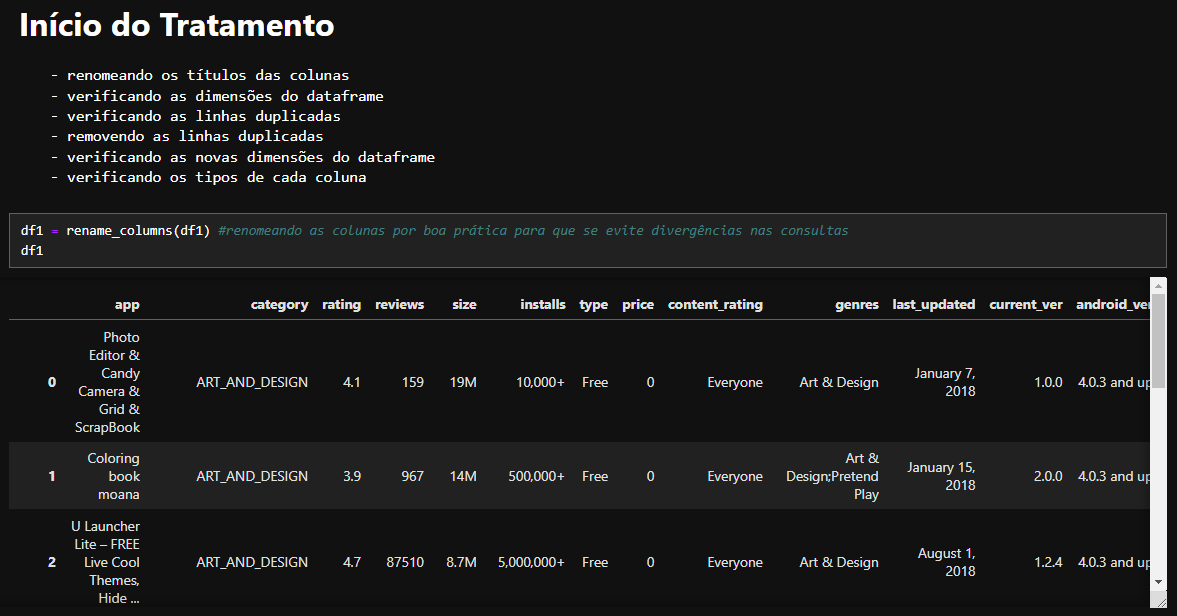 Início do Tratamento
- renomeando os títulos das colunas
- verificando as dimensões do dataframe
- verificando as linhas duplicadas
- removendo as linhas duplicadas
- verificando as novas dimensões do dataframe
- verificando os tipos de cada coluna
df1 = rename_columns(df1) #renomeando as colunas por boa prática para que se evite divergências nas consultas
df1
app category rating reviews size installs type price content_rating genres last_updated current_ver android_ver
Photo
Editor &
Candy
0 Camera & ART_AND_DESIGN 4.1 159 19M 10,000+ Free 0 Everyone Art & Design January 7, 2018 1.0.0 4.0.3 and up
Grid &
ScrapBook
Coloring
1 book ART_AND_DESIGN 3.9 967 14M 500,000+ Free 0 Everyone Art & Design;Pretend Play January 15, 2018 2.0.0 4.0.3 and up
moana
U Launcher
Lite – FREE
2 Live Cool ART_AND_DESIGN 4.7 87510 8.7M 5,000,000+ Free 0 Everyone Art & Design August 1, 2018 1.2.4 4.0.3 and up
Themes,
Hide ...